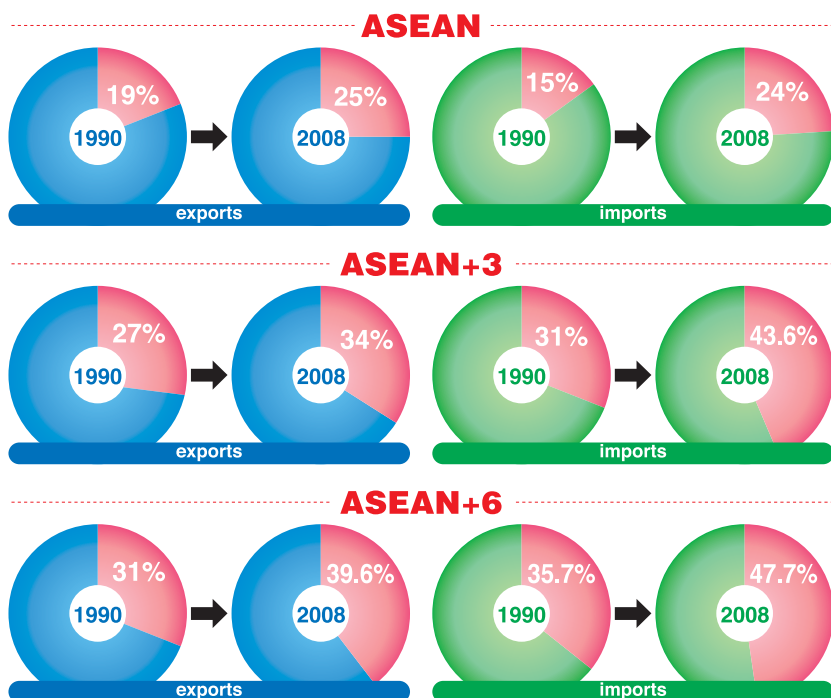 ASEAN
19% 25% 15% 24%
1990 2008 1990 2008
exports imports
ASEAN+3
27% 34% 31% 43.6%
1990 2008 1990 2008
exports imports
ASEAN+6
31% 39.6% 35.7% 47.7%
1990 2008 1990 2008
exports imports